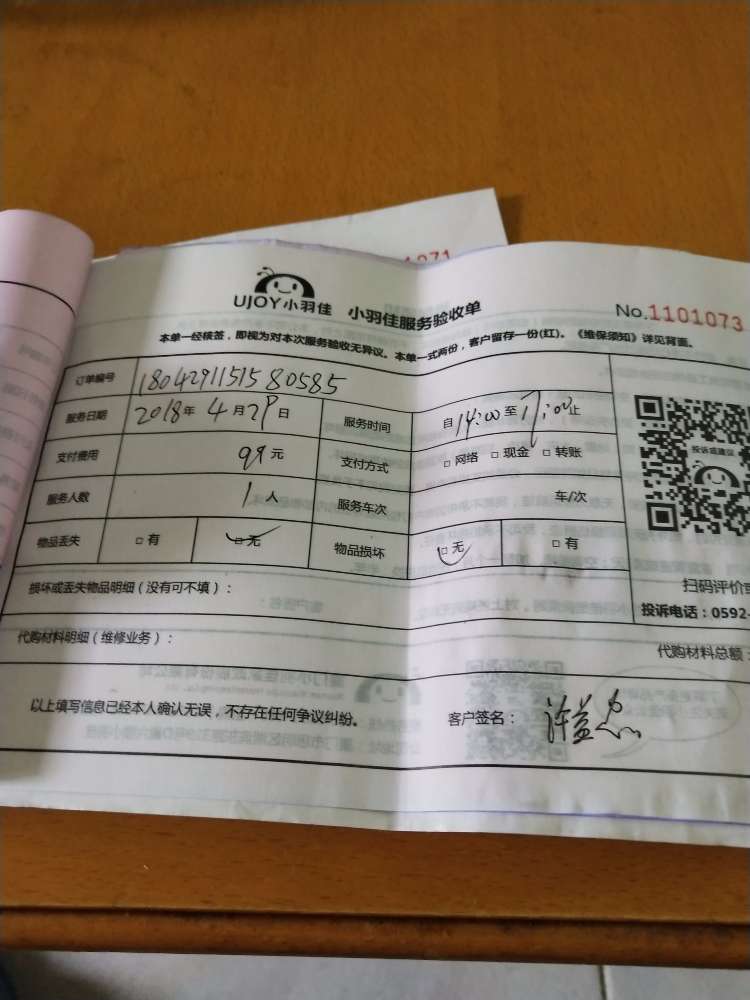 1071
UJOY小羽佳 小羽佳服务验收单 No.1101073
本单一经核签，即视为对本次服务验收无异议。本单一式两份，客户留存一份(红)。《维保须知》详见背面。
订单编号 1804291151580585
服务日期 2018年4月29日 服务时间 自14:00至17:00止
支付费用 99元 支付方式 □网络 □现金 □转账
服务人数 1人 服务车次 车/次
物品丢失 □有 □无 物品损坏 □无 □有
投诉或建议
损坏或丢失物品明细（没有可不填）：
扫码评价或
投诉电话：0592-
代购材料明细（维修业务）：
代购材料总额：
以上填写信息已经本人确认无误，不存在任何争议纠纷。 客户签名：许益忠